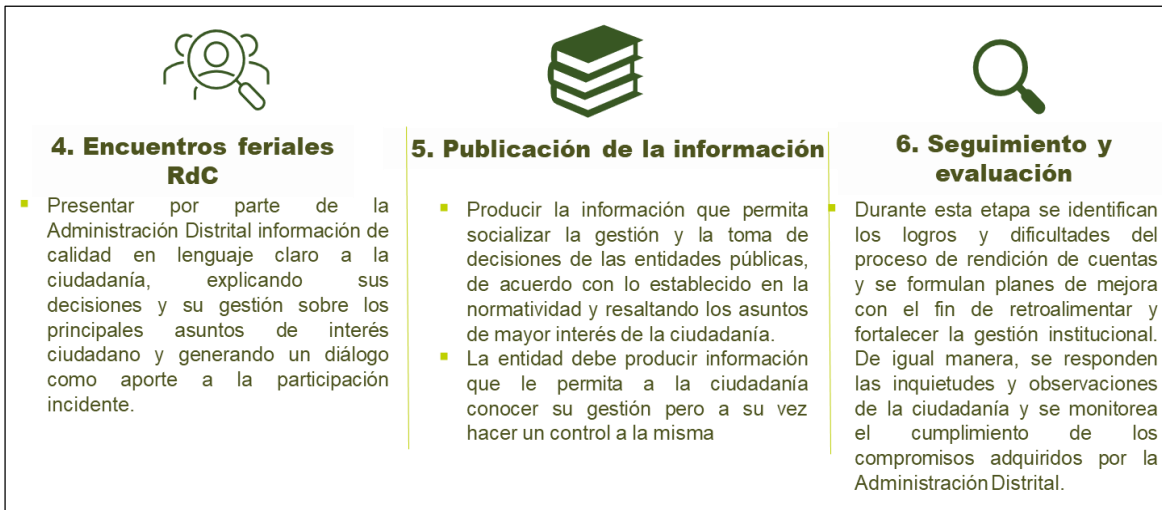 4. Encuentros feriales
RdC
▪ Presentar por parte de la
Administración Distrital información de
calidad en lenguaje claro a la
ciudadanía, explicando sus
decisiones y su gestión sobre los
principales asuntos de interés
ciudadano y generando un diálogo
como aporte a la participación
incidente.
5. Publicación de la información
▪ Producir la información que permita
socializar la gestión y la toma de
decisiones de las entidades públicas,
de acuerdo con lo establecido en la
normatividad y resaltando los asuntos
de mayor interés de la ciudadanía.
▪ La entidad debe producir información
que le permita a la ciudadanía
conocer su gestión pero a su vez
hacer un control a la misma
6. Seguimiento y
evaluación
▪ Durante esta etapa se identifican
los logros y dificultades del
proceso de rendición de cuentas
y se formulan planes de mejora
con el fin de retroalimentar y
fortalecer la gestión institucional.
De igual manera, se responden
las inquietudes y observaciones
de la ciudadanía y se monitorea
el cumplimiento de los
compromisos adquiridos por la
Administración Distrital.